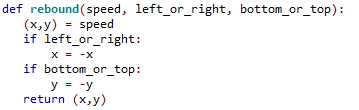 def rebound(speed, left_or_right, bottom_or_top):
    (x,y) = speed
    if left_or_right:
        x = -x
    if bottom_or_top:
        y = -y
    return (x,y)